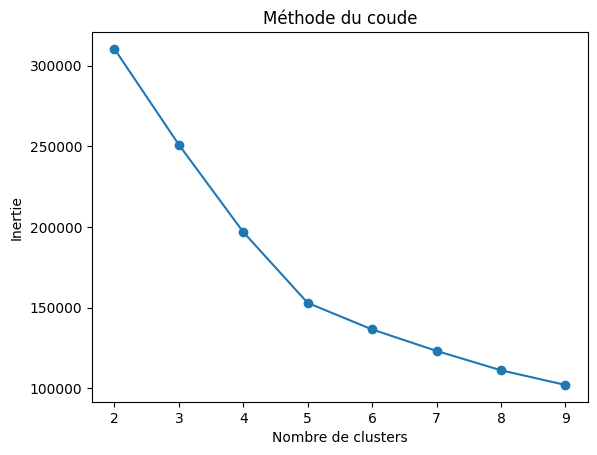 Méthode du coude
300000
250000
200000
150000
100000
Inertie
2 3 4 5 6 7 8 9
Nombre de clusters